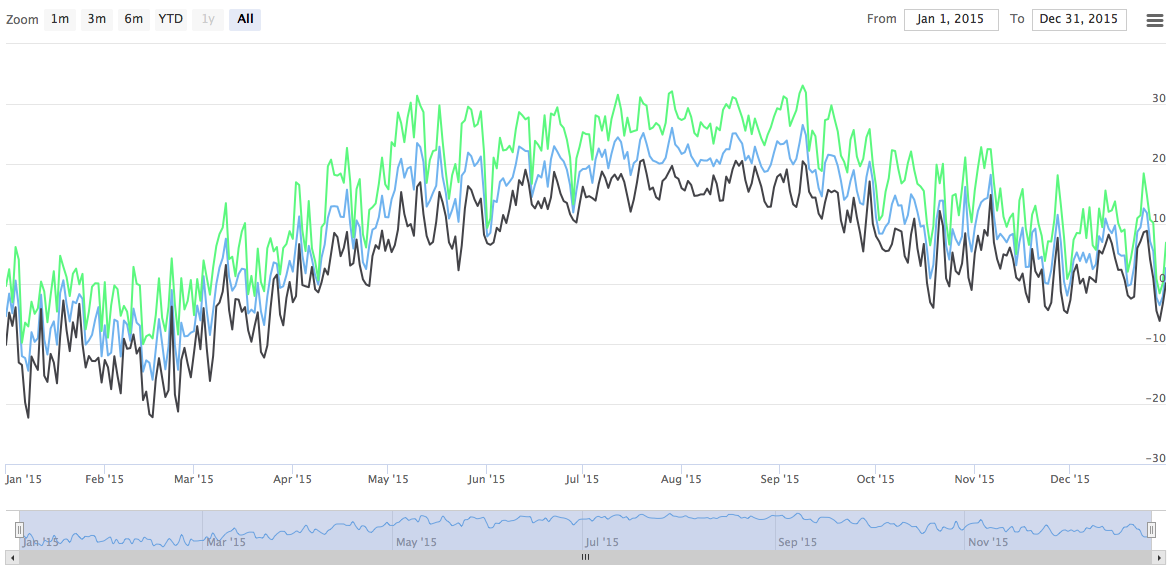 Zoom 1m 3m 6m YTD 1y All From Jan 1, 2015 To Dec 31, 2015
30
20
10
0
−10
−20
−30
Jan '15 Feb '15 Mar '15 Apr '15 May '15 Jun '15 Jul '15 Aug '15 Sep '15 Oct '15 Nov '15 Dec '15
Jan '15 Mar '15 May '15 Jul '15 Sep '15 Nov '15